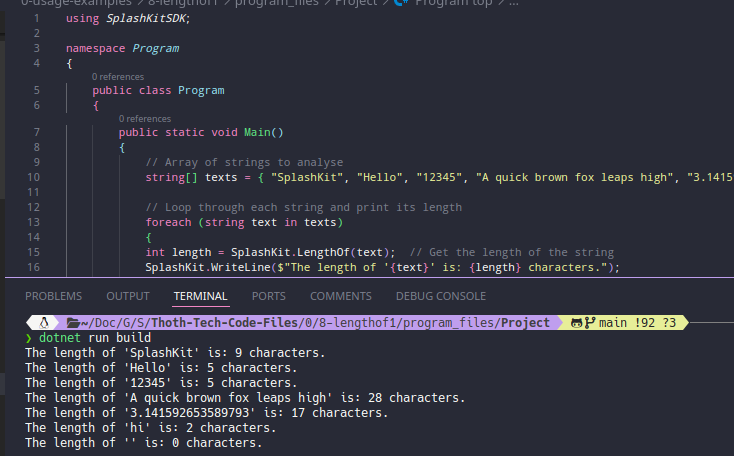 0-usage-examples > 8-lengthof1 > program_files > Project > Program top > ...
1 using SplashKitSDK;
2
3 namespace Program
4 {
0 references
5 public class Program
6 {
0 references
7 public static void Main()
8 {
9 // Array of strings to analyse
10 string[] texts = { "SplashKit", "Hello", "12345", "A quick brown fox leaps high", "3.1415
11
12 // Loop through each string and print its length
13 foreach (string text in texts)
14 {
15 int length = SplashKit.LengthOf(text); // Get the length of the string
16 SplashKit.WriteLine($"The length of '{text}' is: {length} characters.");
PROBLEMS OUTPUT TERMINAL PORTS COMMENTS DEBUG CONSOLE
~/Doc/G/S/Thoth-Tech-Code-Files/0/8-lengthof1/program_files/Project main !92 ?3
❯ dotnet run build
The length of 'SplashKit' is: 9 characters.
The length of 'Hello' is: 5 characters.
The length of '12345' is: 5 characters.
The length of 'A quick brown fox leaps high' is: 28 characters.
The length of '3.141592653589793' is: 17 characters.
The length of 'hi' is: 2 characters.
The length of '' is: 0 characters.